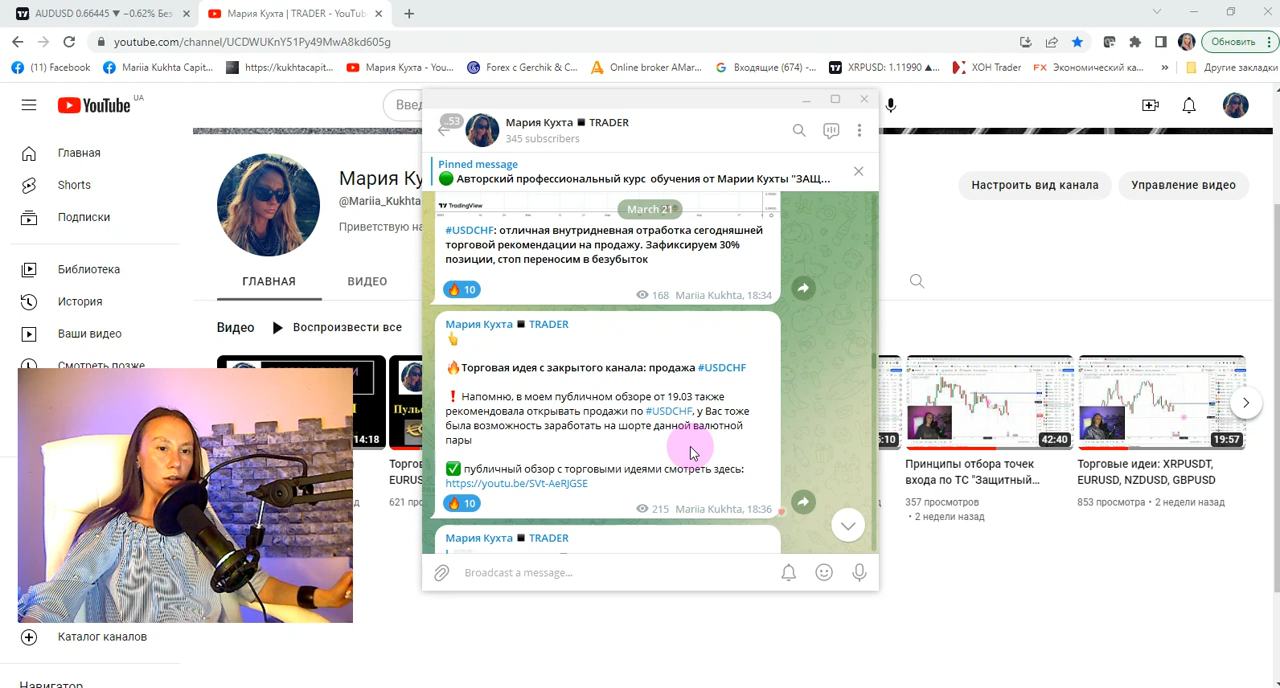 AUDUSD 0.66445 ▼ −0.62% Без
Мария Кухта | TRADER - YouTub
youtube.com/channel/UCDWUKnY51Py49MwA8kd605g
Обновить
(11) Facebook
Mariia Kukhta Capit...
https://kukhtacapit...
Мария Кухта - You...
Forex c Gerchik & C...
Online broker AMar...
Входящие (674) -...
XRPUSD: 1.11990 ▲...
XOH Trader
FX Экономический ка...
»
Другие закладки
YouTube UA
Введ
Главная
Shorts
Подписки
Библиотека
История
Ваши видео
Смотреть позже
Каталог каналов
Навигатор
Мария Ку
@Mariia_Kukhta
Приветствую на
Настроить вид канала
Управление видео
ГЛАВНАЯ
ВИДЕО
Видео
Воспроизвести все
14:18
Пуль
Торгов
EURUS
621 про
42:40
Принципы отбора точек
входа по ТС "Защитный...
357 просмотров
• 2 недели назад
19:57
Торговые идеи: XRPUSDT,
EURUSD, NZDUSD, GBPUSD
853 просмотра • 2 недели назад
53
Мария Кухта ◾ TRADER
345 subscribers
Pinned message
🟢 Авторский профессиональный курс обучения от Марии Кухты "ЗАЩ...
TradingView
March 21
#USDCHF: отличная внутридневная отработка сегодняшней
торговой рекомендации на продажу. Зафиксируем 30%
позиции, стоп переносим в безубыток
🔥 10
168 Mariia Kukhta, 18:34
Мария Кухта ◾ TRADER
👆
🔥Торговая идея с закрытого канала: продажа #USDCHF
❗ Напомню, в моем публичном обзоре от 19.03 также
рекомендовала открывать продажи по #USDCHF, у Вас тоже
была возможность заработать на шорте данной валютной
пары
✅ публичный обзор с торговыми идеями смотреть здесь:
https://youtu.be/SVt-AeRJGSE
🔥 10
215 Mariia Kukhta, 18:36
Мария Кухта ◾ TRADER
Broadcast a message...